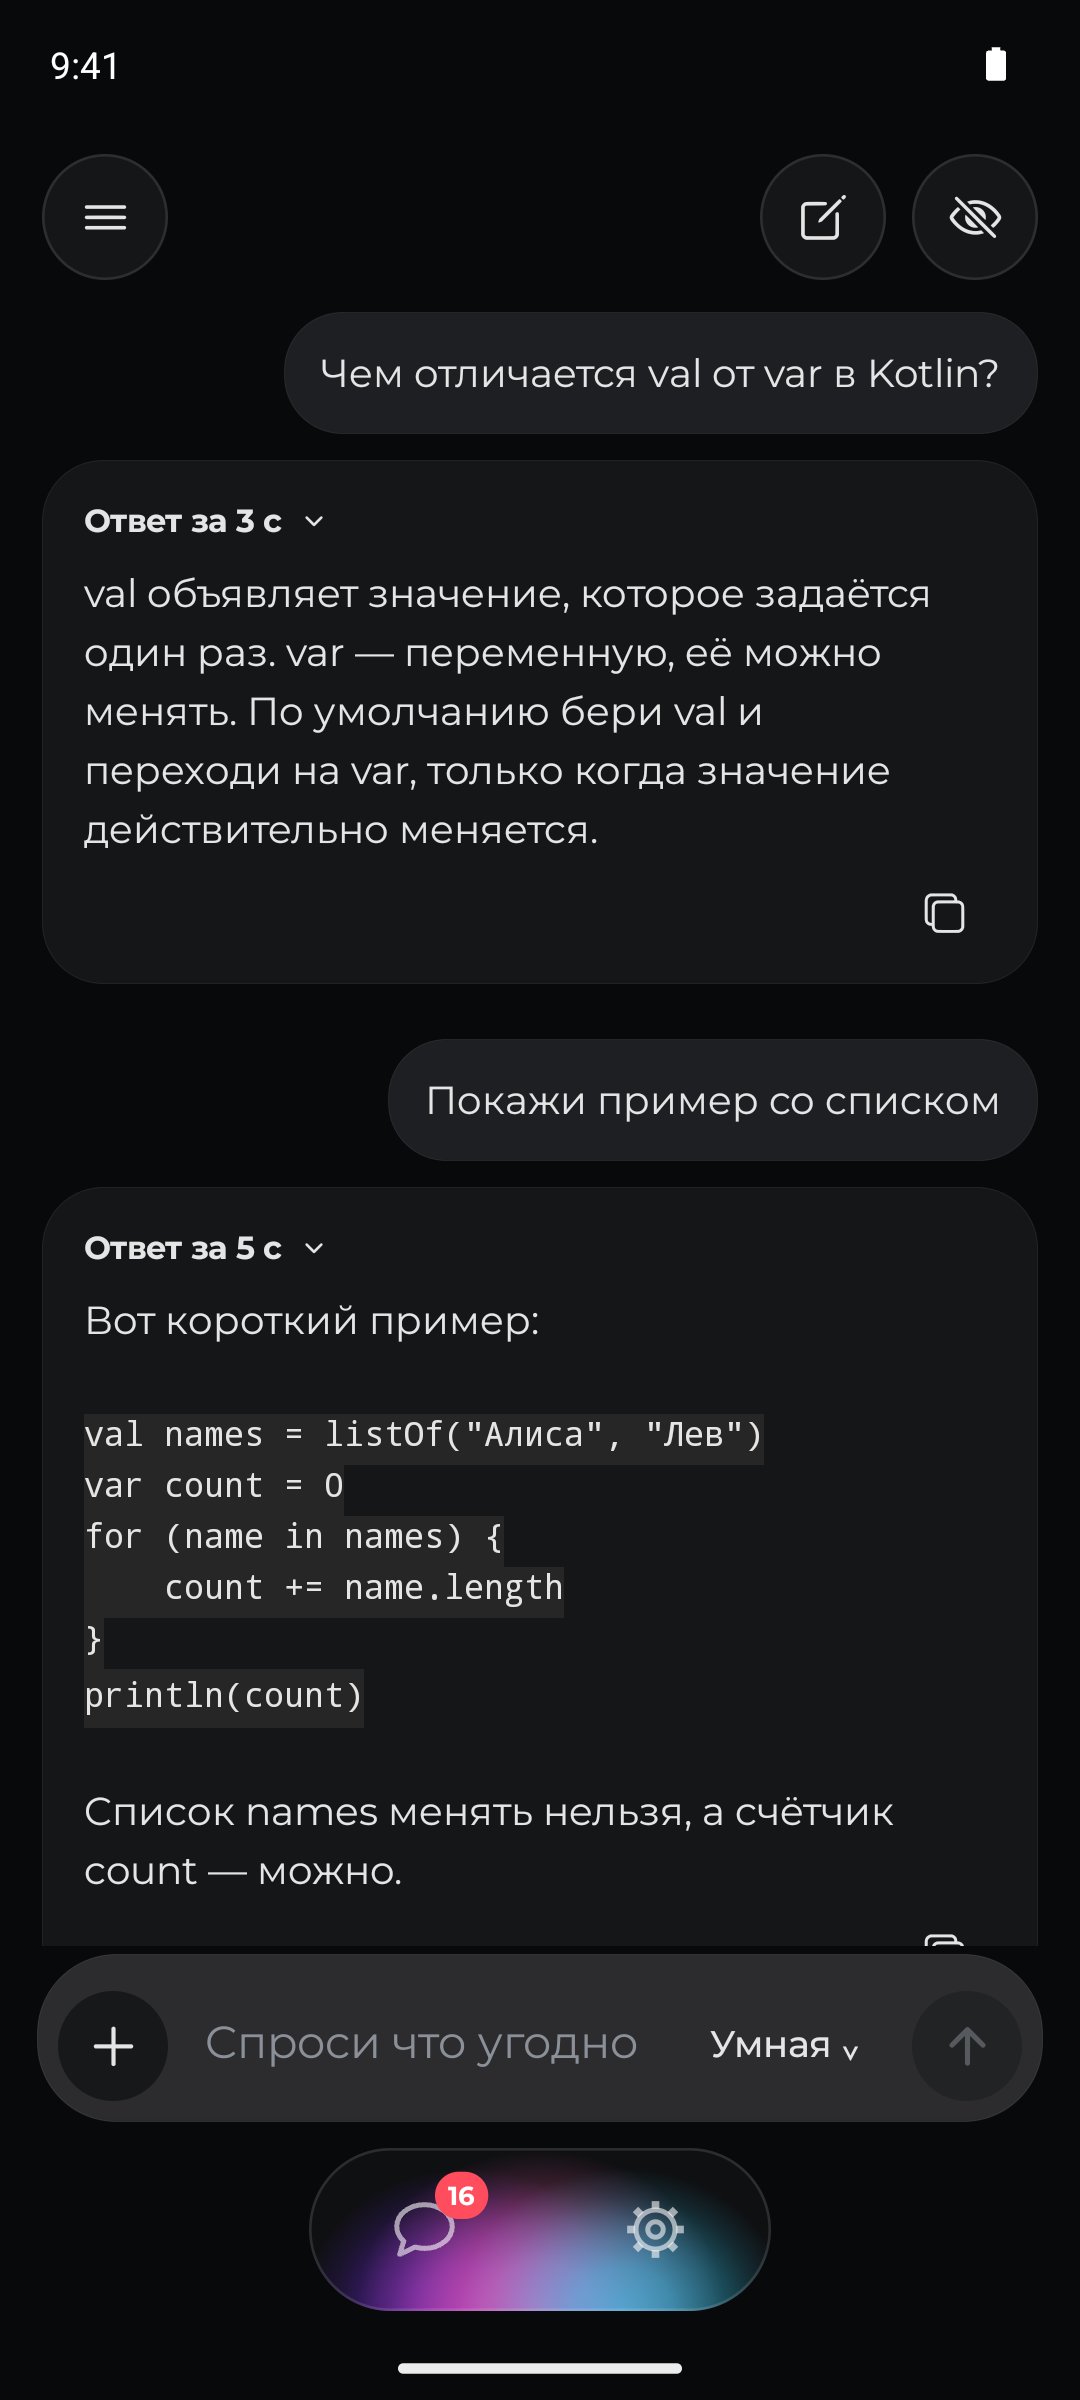 9:41
Чем отличается val от var в Kotlin?
Ответ за 3 с
val объявляет значение, которое задаётся
один раз. var — переменную, её можно
менять. По умолчанию бери val и
переходи на var, только когда значение
действительно меняется.
Покажи пример со списком
Ответ за 5 с
Вот короткий пример:
val names = listOf("Алиса", "Лев")
var count = 0
for (name in names) {
    count += name.length
}
println(count)
Список names менять нельзя, а счётчик
count — можно.
Спроси что угодно
Умная
16